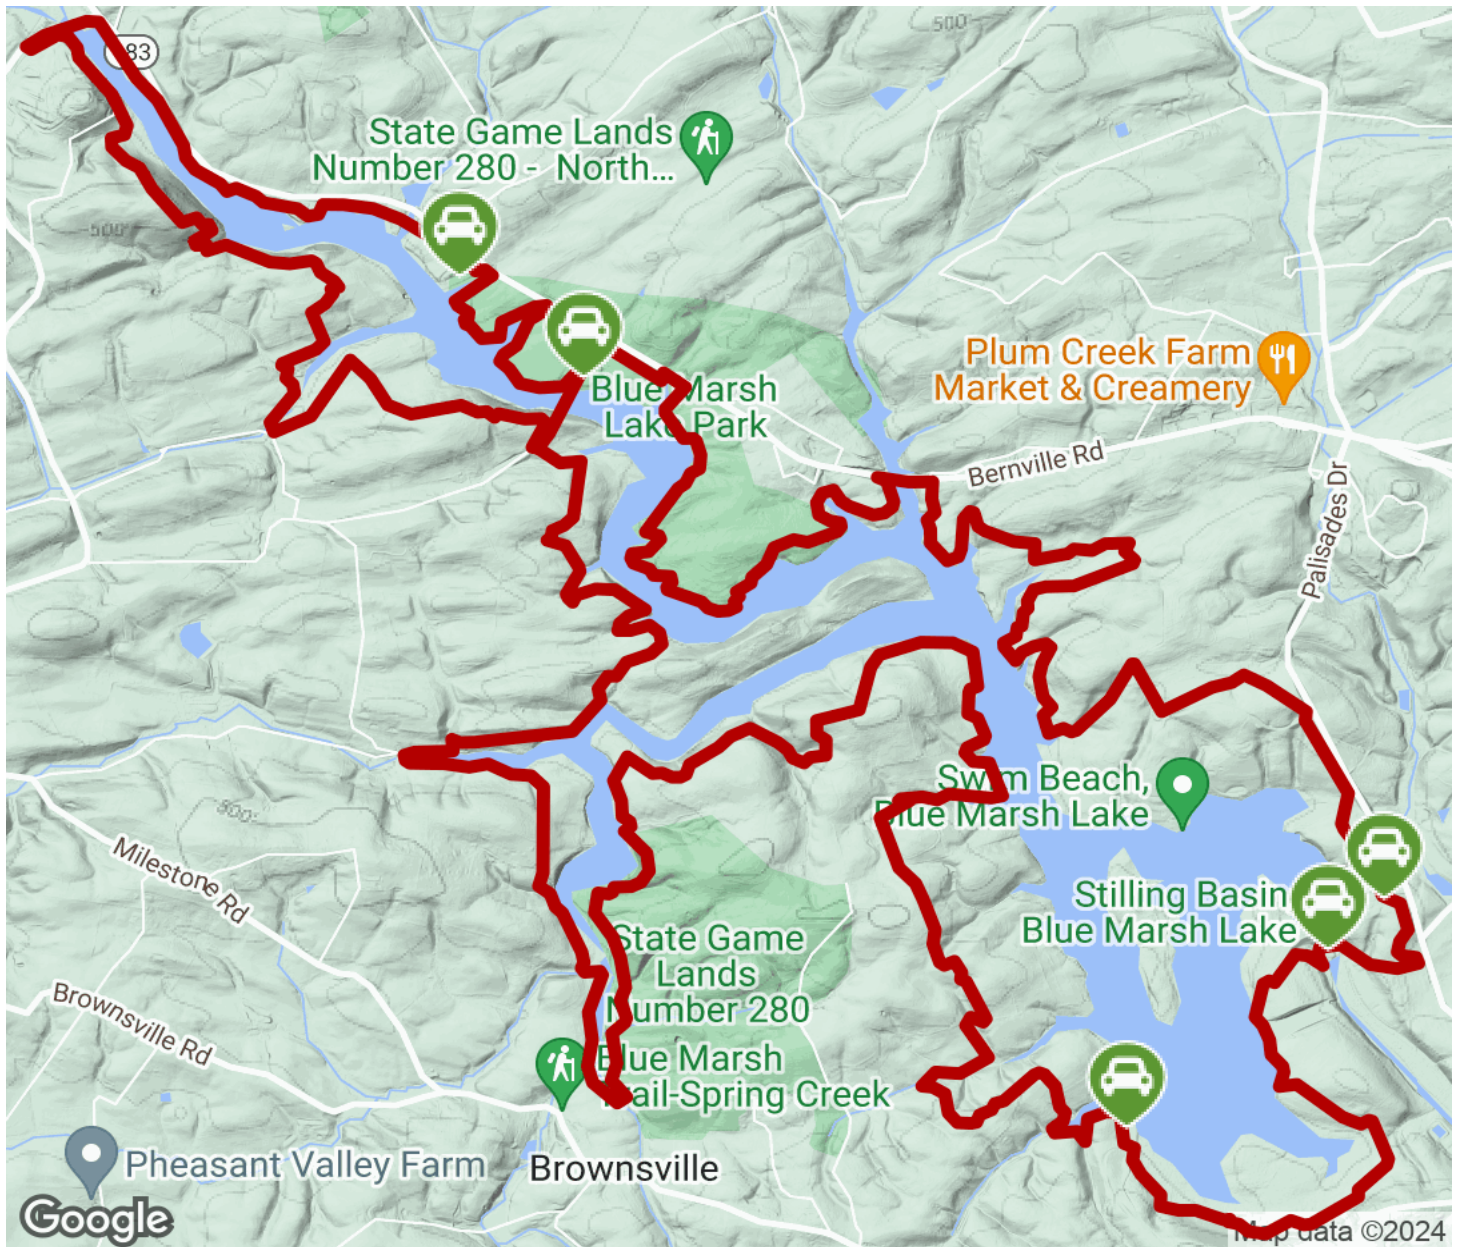 500
83
State Game Lands
Number 280 - North...
500
Plum Creek Farm
Market & Creamery
Blue Marsh
Lake Park
Bernville Rd
Palisades Dr
Swim Beach,
Blue Marsh Lake
500
Milestone Rd
Stilling Basin
Blue Marsh Lake
State Game
Lands
Number 280
Brownsville Rd
Blue Marsh
Trail-Spring Creek
Pheasant Valley Farm
Brownsville
Google
Map data ©2024